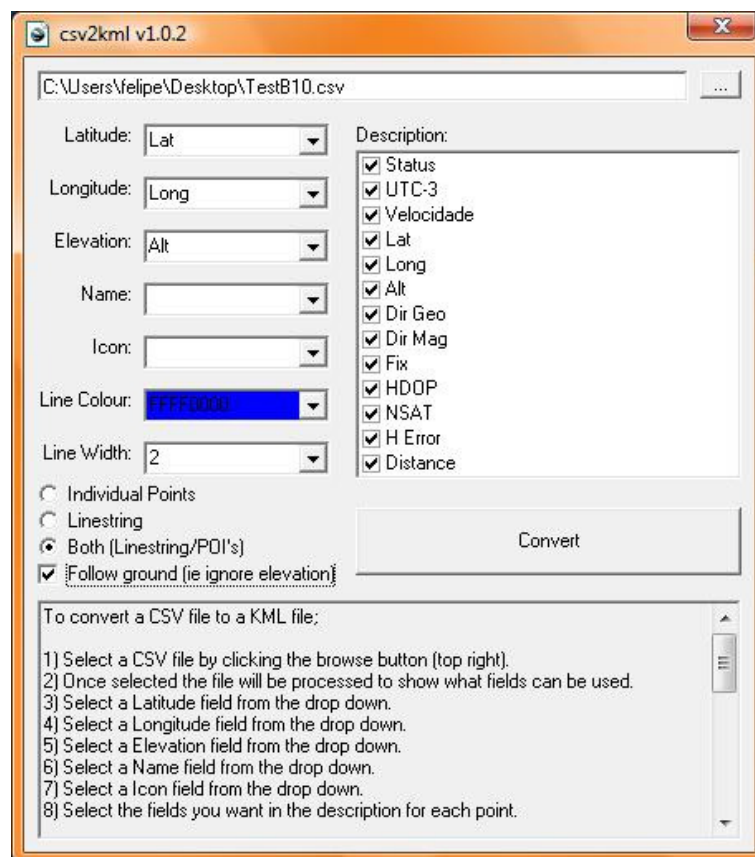 csv2kml v1.0.2
C:\Users\felipe\Desktop\TestB10.csv
...
Latitude:
Lat
Longitude:
Long
Elevation:
Alt
Name:
Icon:
Line Colour:
FFFF0000
Line Width:
2
Description:
Status
UTC-3
Velocidade
Lat
Long
Alt
Dir Geo
Dir Mag
Fix
HDOP
NSAT
H Error
Distance
Individual Points
Linestring
Both (Linestring/POI's)
Follow ground (ie ignore elevation)
Convert
To convert a CSV file to a KML file;
1) Select a CSV file by clicking the browse button (top right).
2) Once selected the file will be processed to show what fields can be used.
3) Select a Latitude field from the drop down.
4) Select a Longitude field from the drop down.
5) Select a Elevation field from the drop down.
6) Select a Name field from the drop down.
7) Select a Icon field from the drop down.
8) Select the fields you want in the description for each point.